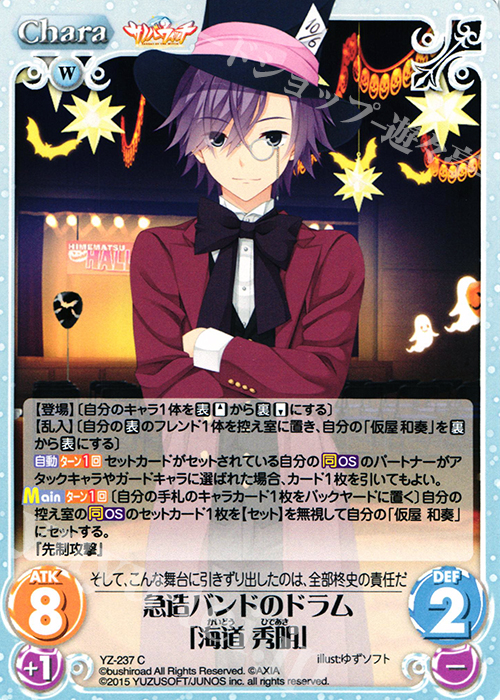 Chara
サノバウィッチ
W
10/6
HIMEMATSU
HALL
【登場】〔自分のキャラ1体を表から裏にする〕
【乱入】〔自分の表のフレンド1体を控え室に置き、自分の「仮屋 和奏」を裏
から表にする〕
自動 ターン1回 セットカードがセットされている自分の同OSのパートナーがア
タックキャラやガードキャラに選ばれた場合、カード1枚を引いてもよい。
Main ターン1回 〔自分の手札のキャラカード1枚をバックヤードに置く〕自分の
控え室の同OSのセットカード1枚を【セット】を無視して自分の「仮屋 和奏」
にセットする。
『先制攻撃』
そして、こんな舞台に引きずり出したのは、全部柊史の責任だ
ATK
8
+1
急造バンドのドラム
かいどう ひであき
「海道 秀明」
DEF
2
−
YZ-237 C
illust:ゆずソフト
©bushiroad All Rights Reserved. ©AXIA
©2015 YUZUSOFT/JUNOS inc. all rights reserved.